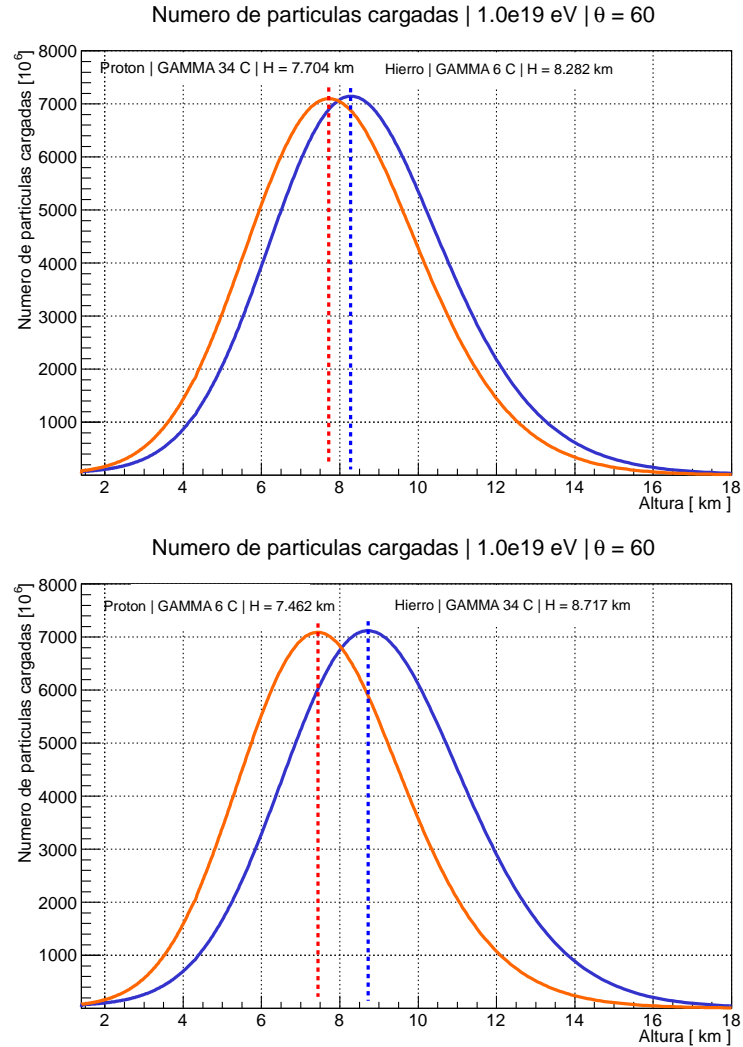 Numero de particulas cargadas | 1.0e19 eV | θ = 60
Numero de particulas cargadas [10⁶]
8000
7000
6000
5000
4000
3000
2000
1000
Proton | GAMMA 34 C | H = 7.704 km
Hierro | GAMMA 6 C | H = 8.282 km
2 4 6 8 10 12 14 16 18
Altura [ km ]
Numero de particulas cargadas | 1.0e19 eV | θ = 60
Numero de particulas cargadas [10⁶]
8000
7000
6000
5000
4000
3000
2000
1000
Proton | GAMMA 6 C | H = 7.462 km
Hierro | GAMMA 34 C | H = 8.717 km
2 4 6 8 10 12 14 16 18
Altura [ km ]